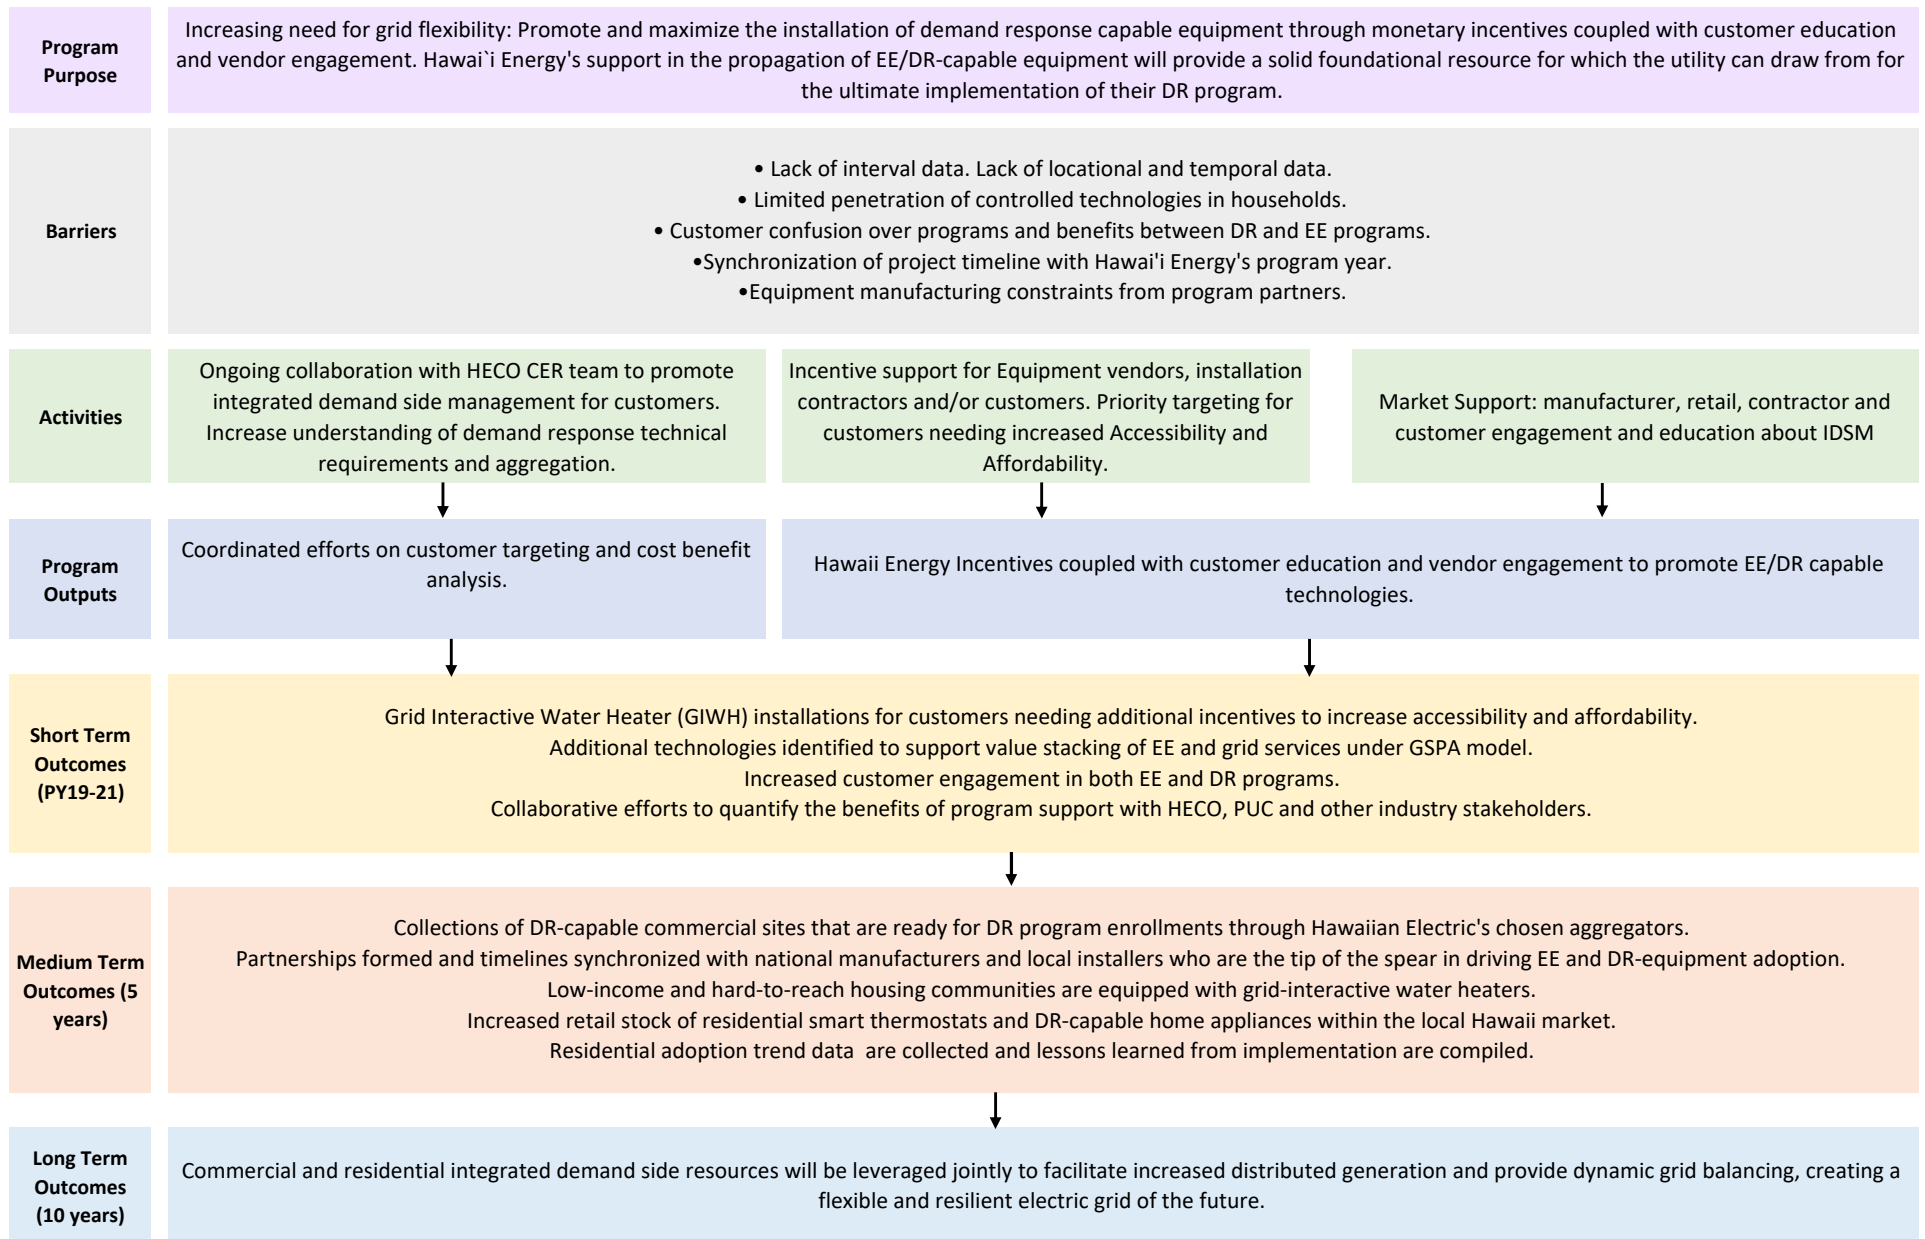 Program
Purpose
Increasing need for grid flexibility: Promote and maximize the installation of demand response capable equipment through monetary incentives coupled with customer education
and vendor engagement. Hawai`i Energy's support in the propagation of EE/DR-capable equipment will provide a solid foundational resource for which the utility can draw from for
the ultimate implementation of their DR program.
Barriers
• Lack of interval data. Lack of locational and temporal data.
• Limited penetration of controlled technologies in households.
• Customer confusion over programs and benefits between DR and EE programs.
•Synchronization of project timeline with Hawai'i Energy's program year.
•Equipment manufacturing constraints from program partners.
Activities
Ongoing collaboration with HECO CER team to promote
integrated demand side management for customers.
Increase understanding of demand response technical
requirements and aggregation.
Incentive support for Equipment vendors, installation
contractors and/or customers. Priority targeting for
customers needing increased Accessibility and
Affordability.
Market Support: manufacturer, retail, contractor and
customer engagement and education about IDSM
Program
Outputs
Coordinated efforts on customer targeting and cost benefit
analysis.
Hawaii Energy Incentives coupled with customer education and vendor engagement to promote EE/DR capable
technologies.
Short Term
Outcomes
(PY19-21)
Grid Interactive Water Heater (GIWH) installations for customers needing additional incentives to increase accessibility and affordability.
Additional technologies identified to support value stacking of EE and grid services under GSPA model.
Increased customer engagement in both EE and DR programs.
Collaborative efforts to quantify the benefits of program support with HECO, PUC and other industry stakeholders.
Medium Term
Outcomes (5
years)
Collections of DR-capable commercial sites that are ready for DR program enrollments through Hawaiian Electric's chosen aggregators.
Partnerships formed and timelines synchronized with national manufacturers and local installers who are the tip of the spear in driving EE and DR-equipment adoption.
Low-income and hard-to-reach housing communities are equipped with grid-interactive water heaters.
Increased retail stock of residential smart thermostats and DR-capable home appliances within the local Hawaii market.
Residential adoption trend data  are collected and lessons learned from implementation are compiled.
Long Term
Outcomes
(10 years)
Commercial and residential integrated demand side resources will be leveraged jointly to facilitate increased distributed generation and provide dynamic grid balancing, creating a
flexible and resilient electric grid of the future.